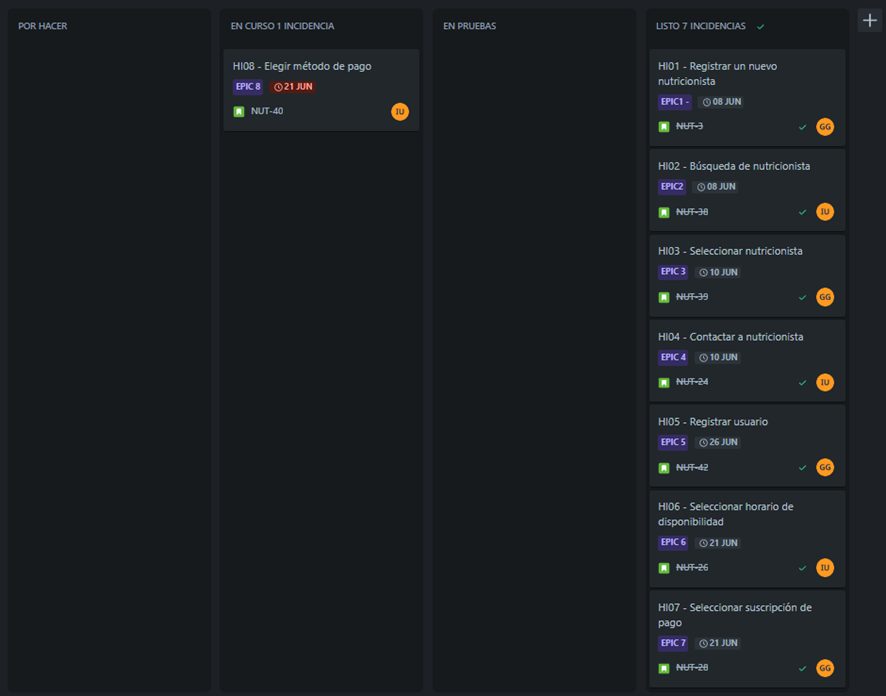 POR HACER
EN CURSO 1 INCIDENCIA
HI08 - Elegir método de pago
EPIC 8
21 JUN
NUT-40
IU
EN PRUEBAS
LISTO 7 INCIDENCIAS
HI01 - Registrar un nuevo
nutricionista
EPIC1 -
08 JUN
NUT-3
GG
HI02 - Búsqueda de nutricionista
EPIC2
08 JUN
NUT-38
IU
HI03 - Seleccionar nutricionista
EPIC 3
10 JUN
NUT-39
GG
HI04 - Contactar a nutricionista
EPIC 4
10 JUN
NUT-24
IU
HI05 - Registrar usuario
EPIC 5
26 JUN
NUT-42
GG
HI06 - Seleccionar horario de
disponibilidad
EPIC 6
21 JUN
NUT-26
IU
HI07 - Seleccionar suscripción de
pago
EPIC 7
21 JUN
NUT-28
GG